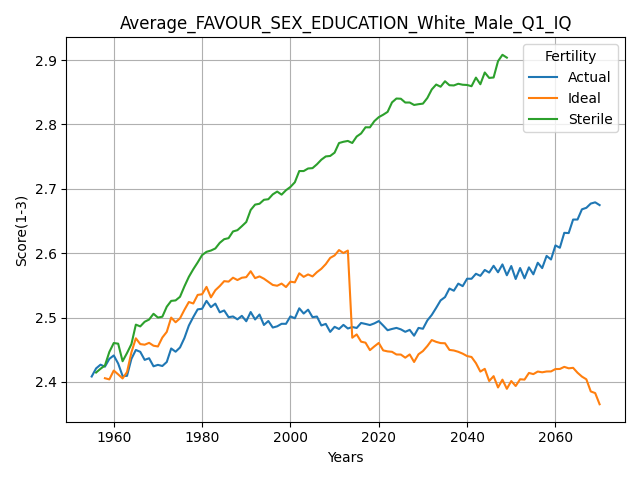 Average_FAVOUR_SEX_EDUCATION_White_Male_Q1_IQ
Score(1-3)
2.9
2.8
2.7
2.6
2.5
2.4
Fertility
Actual
Ideal
Sterile
1960 1980 2000 2020 2040 2060
Years